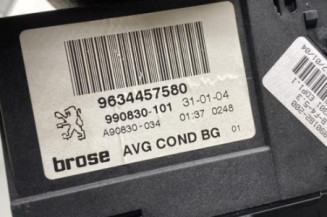 9634457580
990830-101 31-01-04
A90830-034 01:37 0248
brose AVG COND BG 01